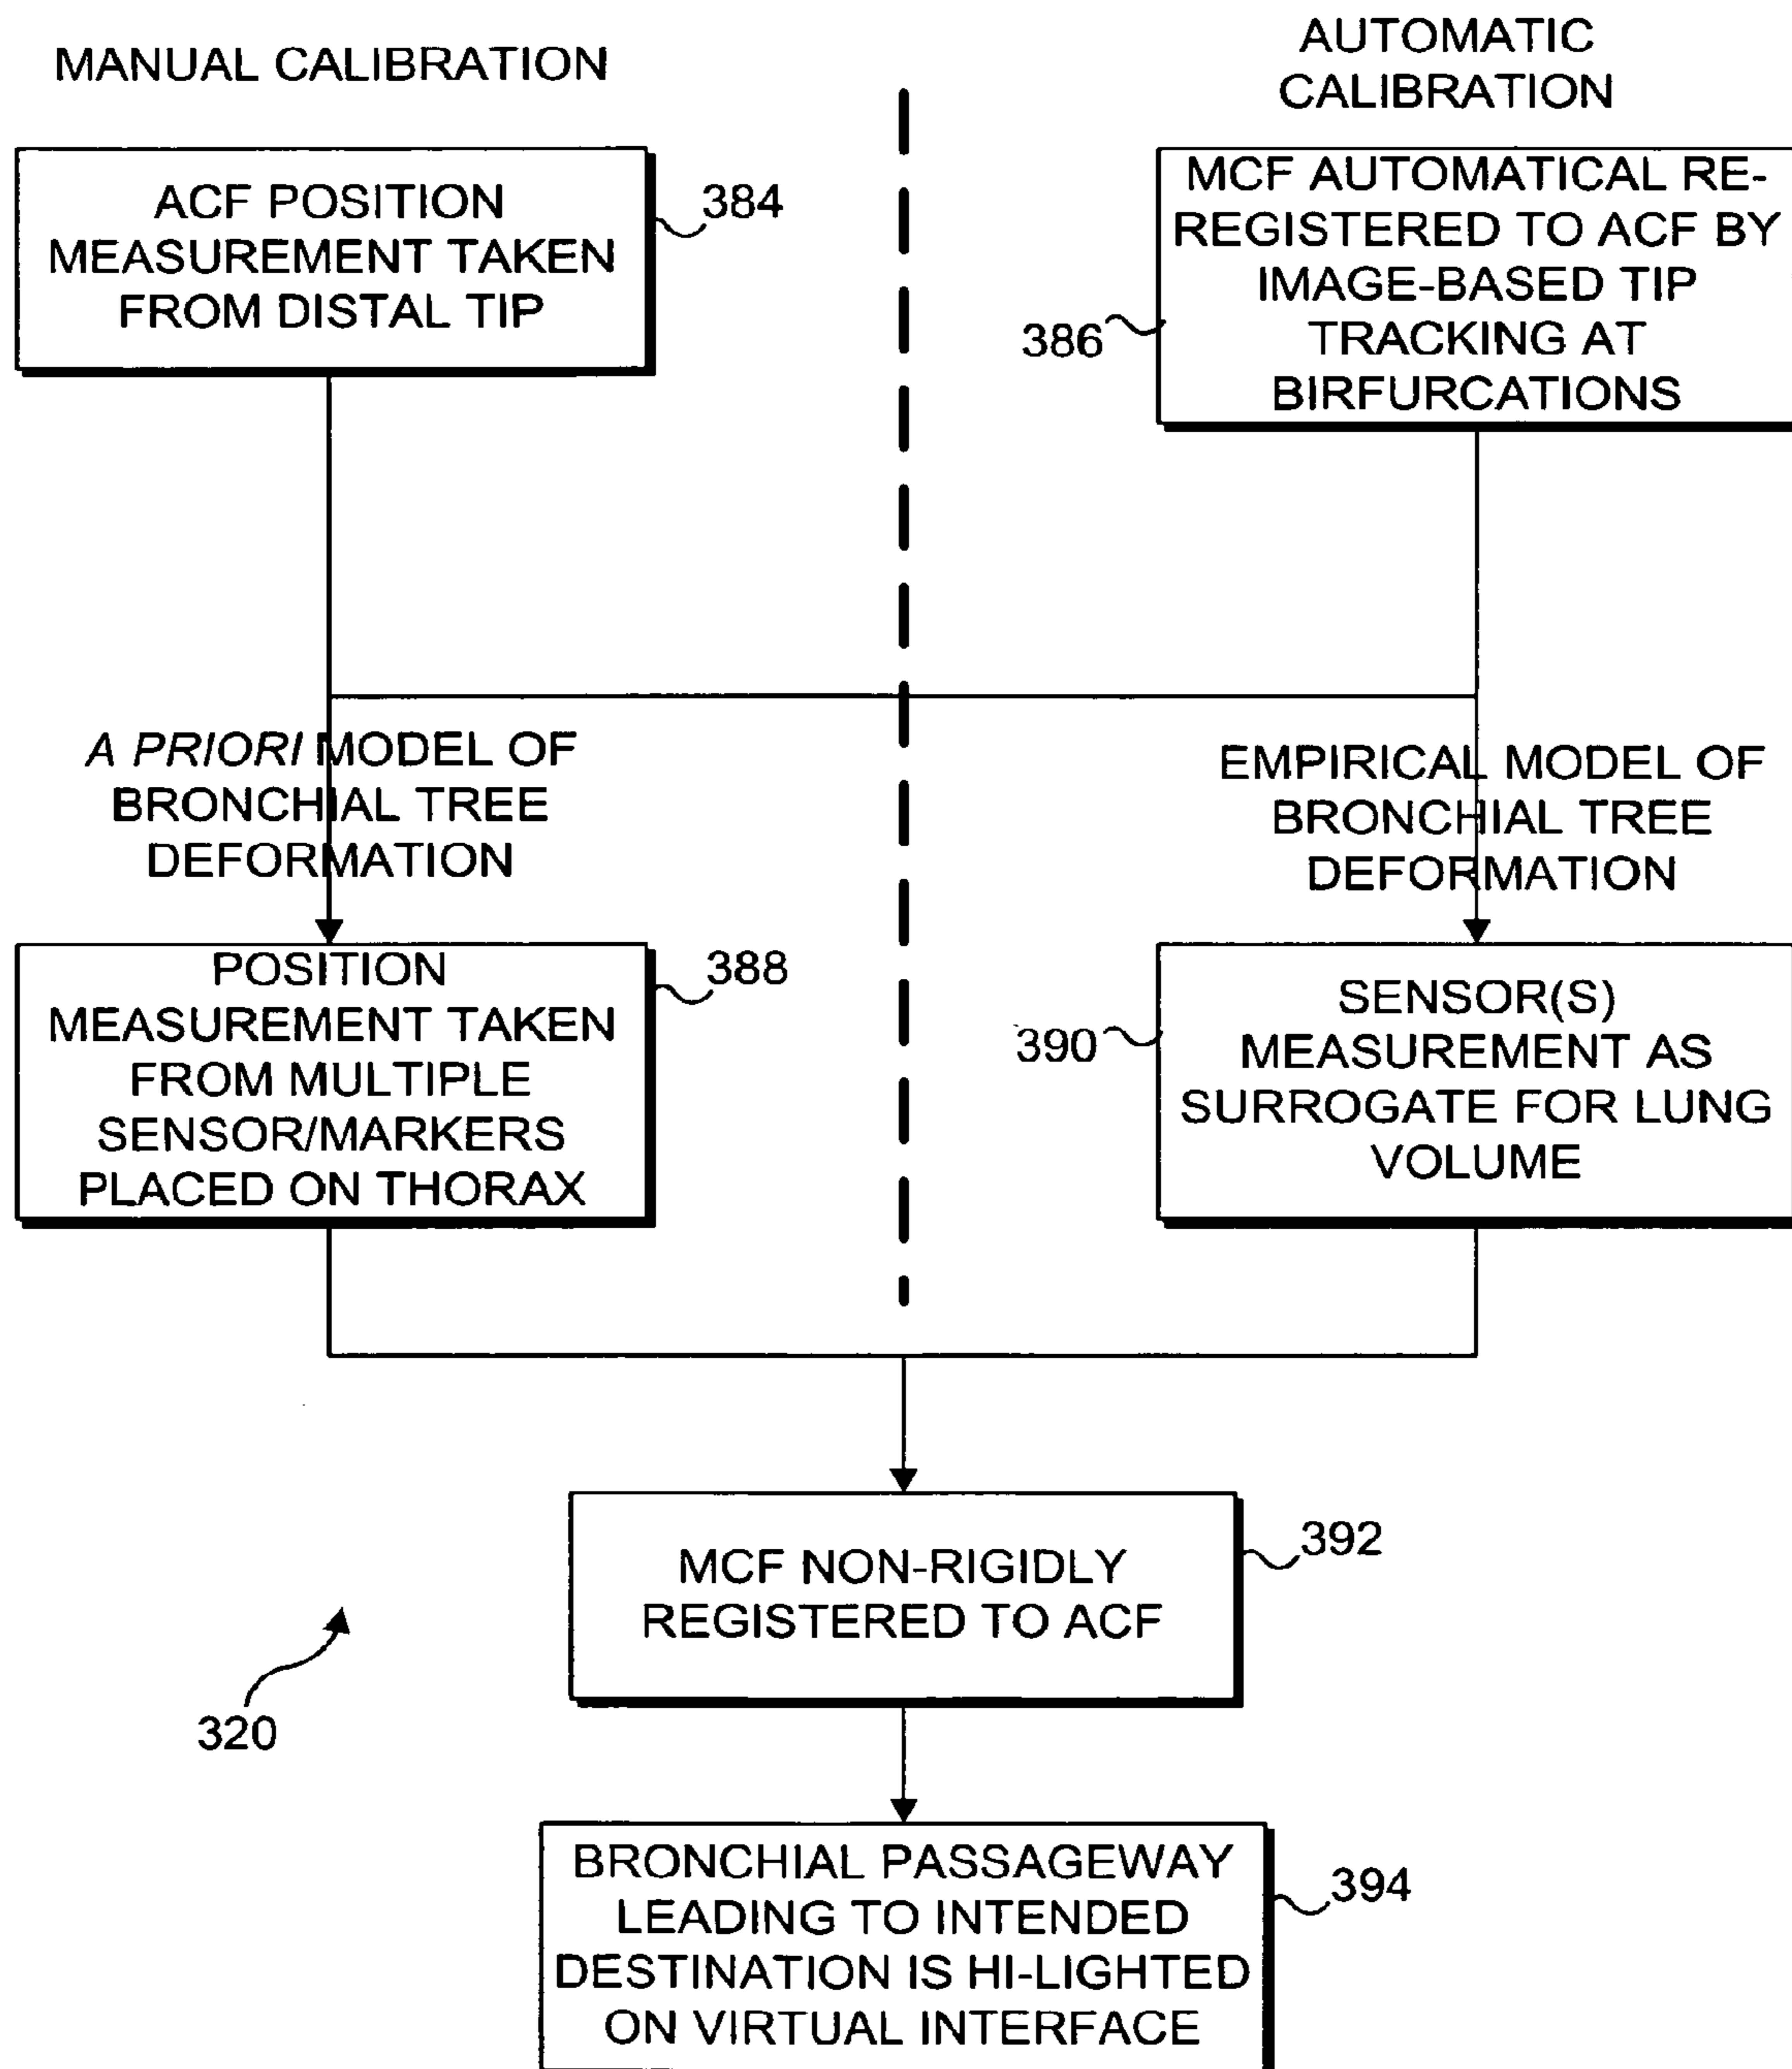 MANUAL CALIBRATION
AUTOMATIC
CALIBRATION
ACF POSITION
MEASUREMENT TAKEN
FROM DISTAL TIP
384
MCF AUTOMATICAL RE-
REGISTERED TO ACF BY
IMAGE-BASED TIP
TRACKING AT
BIRFURCATIONS
386
A PRIORI MODEL OF
BRONCHIAL TREE
DEFORMATION
EMPIRICAL MODEL OF
BRONCHIAL TREE
DEFORMATION
POSITION
MEASUREMENT TAKEN
FROM MULTIPLE
SENSOR/MARKERS
PLACED ON THORAX
388
390
SENSOR(S)
MEASUREMENT AS
SURROGATE FOR LUNG
VOLUME
MCF NON-RIGIDLY
REGISTERED TO ACF
392
320
BRONCHIAL PASSAGEWAY
LEADING TO INTENDED
DESTINATION IS HI-LIGHTED
ON VIRTUAL INTERFACE
394